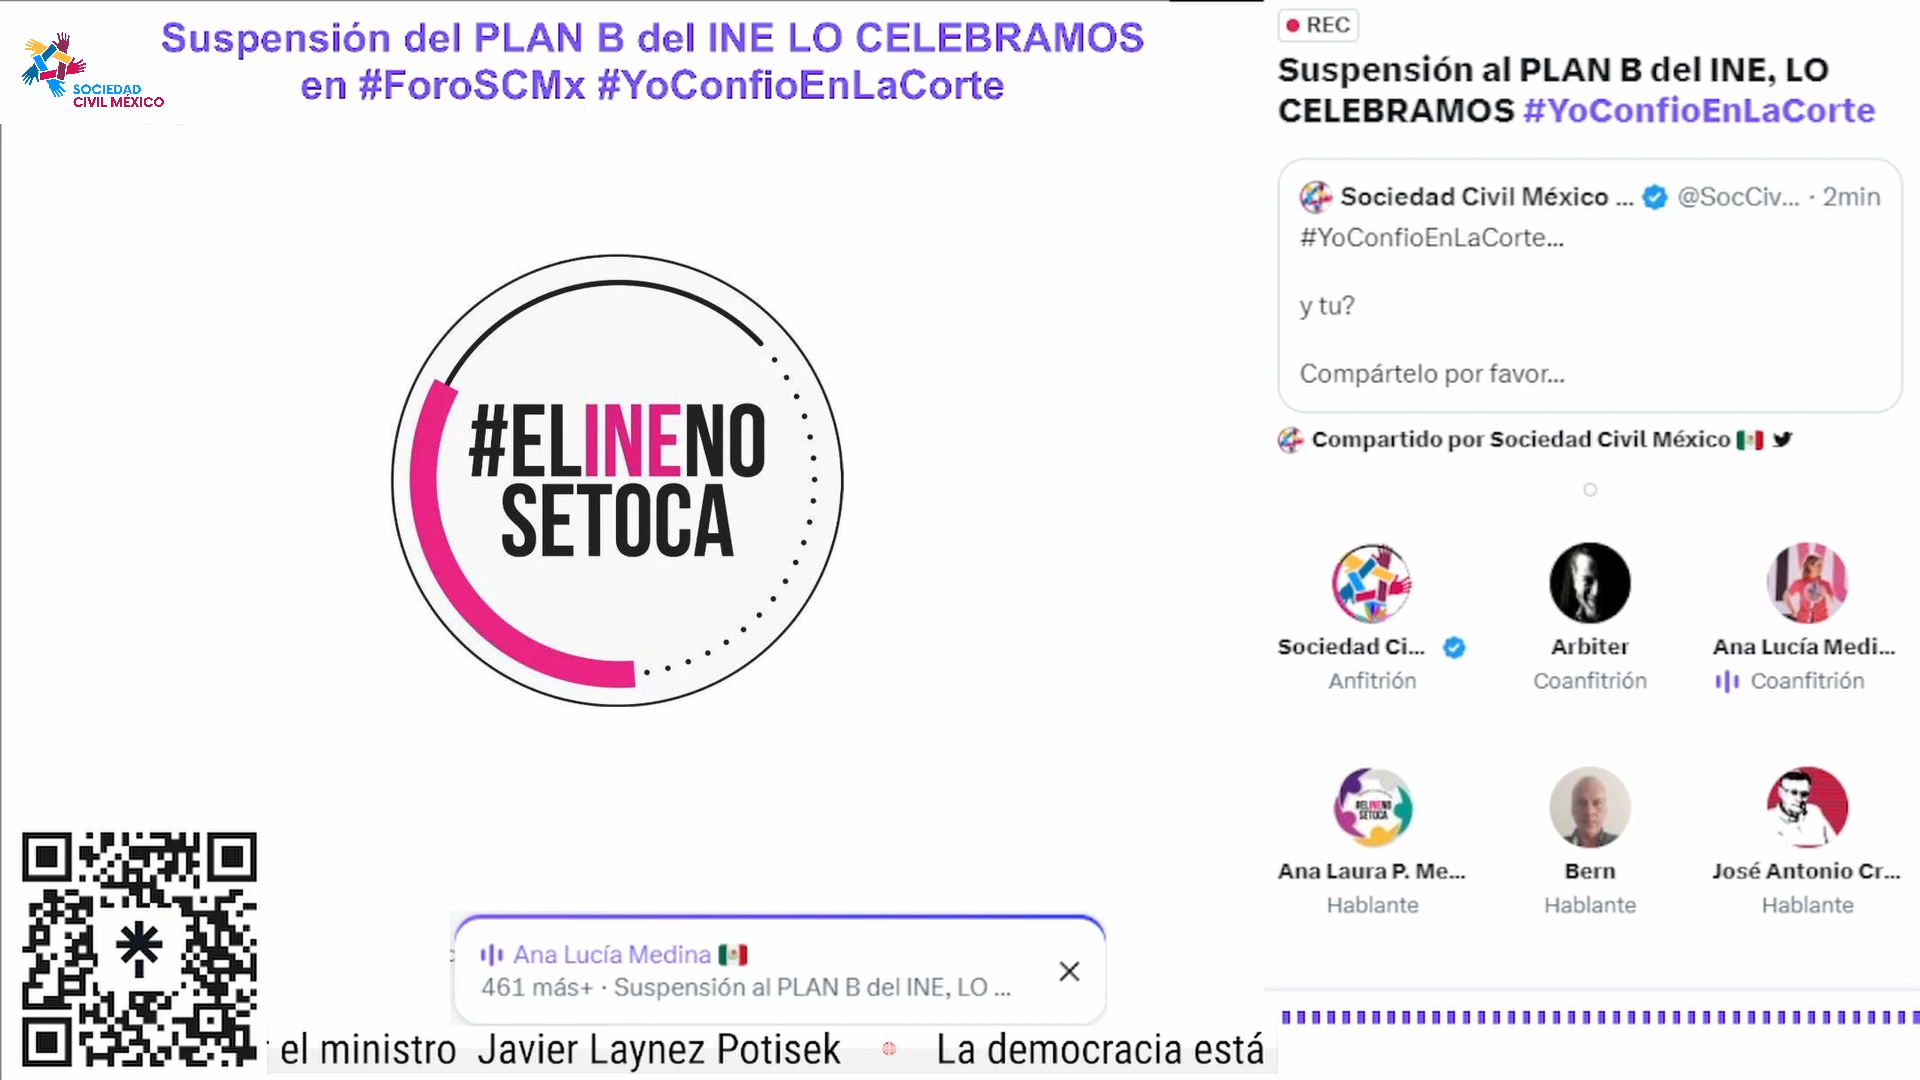 SOCIEDAD
CIVIL MÉXICO
Suspensión del PLAN B del INE LO CELEBRAMOS
en #ForoSCMx #YoConfioEnLaCorte
#ELINENO
SETOCA
Ana Lucía Medina
461 más+ · Suspensión al PLAN B del INE, LO ...
el ministro Javier Laynez Potisek
La democracia está
REC
Suspensión al PLAN B del INE, LO
CELEBRAMOS #YoConfioEnLaCorte
Sociedad Civil México ... @SocCiv... · 2min
#YoConfioEnLaCorte...
y tu?
Compártelo por favor...
Compartido por Sociedad Civil México
Sociedad Ci...
Anfitrión
Arbiter
Coanfitrión
Ana Lucía Medi...
Coanfitrión
#ELINENO
SETOCA
Ana Laura P. Me...
Hablante
Bern
Hablante
José Antonio Cr...
Hablante